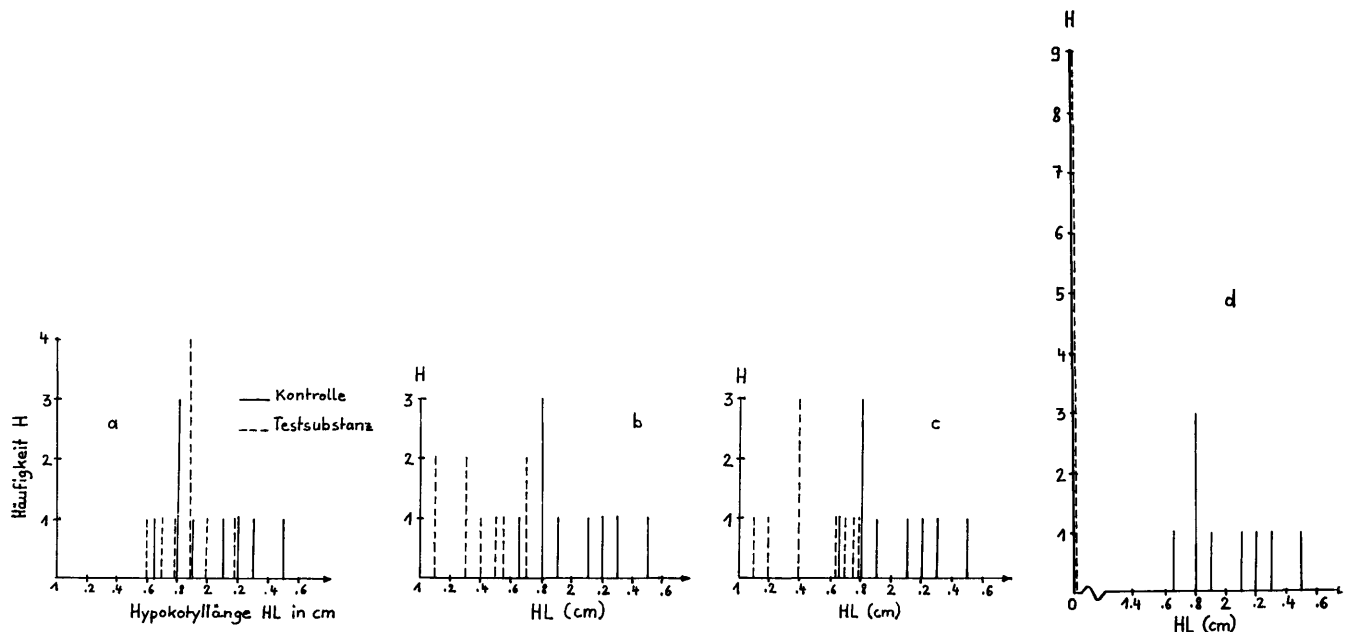 4
3
2
1
Häufigkeit H
a
Kontrolle
Testsubstanz
1 .2 .4 .6 .8 2 .2 .4 .6
Hypokotyllänge HL in cm
H
3
2
1
b
1 .2 .4 .6 .8 2 .2 .4 .6
HL (cm)
H
3
2
1
c
1 .2 .4 .6 .8 2 .2 .4 .6
HL (cm)
H
9
8
7
6
5
4
3
2
1
d
0 1.4 .6 .8 2 .2 .4 .6
HL (cm)